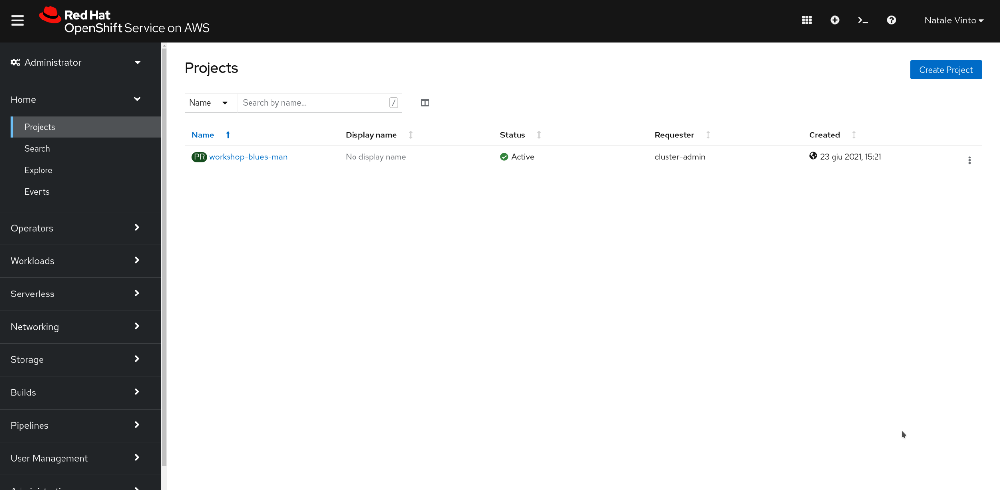 Red Hat
OpenShift Service on AWS
Natale Vinto
Administrator
Home
Projects
Search
Explore
Events
Operators
Workloads
Serverless
Networking
Storage
Builds
Pipelines
User Management
Administration
Projects
Create Project
Name
Search by name...
/
Name
Display name
Status
Requester
Created
PR workshop-blues-man
No display name
Active
cluster-admin
23 giu 2021, 15:21